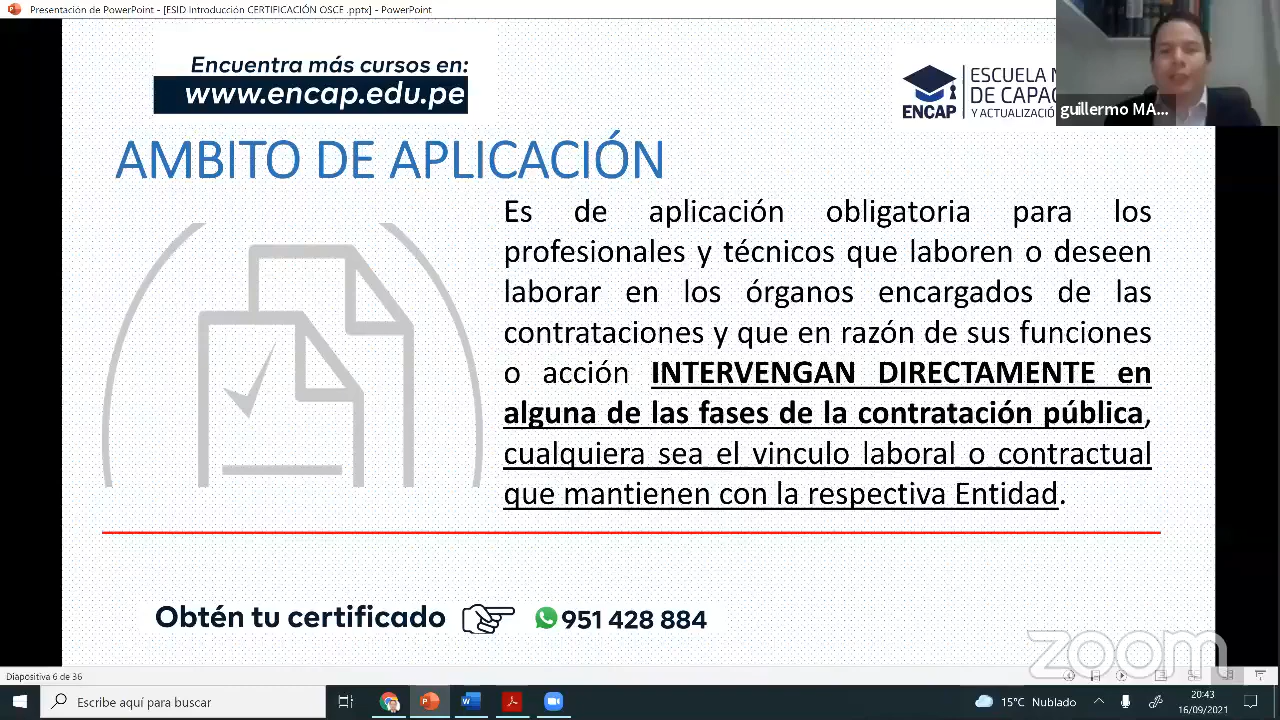 Presentación de PowerPoint - [ESID Introducción CERTIFICACIÓN OSCE .pptx] - PowerPoint
Encuentra más cursos en:
www.encap.edu.pe
ENCAP
ESCUELA N
DE CAPAC
Y ACTUALIZACIÓ
guillermo MA...
AMBITO DE APLICACIÓN
Es de aplicación obligatoria para los
profesionales y técnicos que laboren o deseen
laborar en los órganos encargados de las
contrataciones y que en razón de sus funciones
o acción INTERVENGAN DIRECTAMENTE en
alguna de las fases de la contratación pública,
cualquiera sea el vinculo laboral o contractual
que mantienen con la respectiva Entidad.
Obtén tu certificado 951 428 884
zoom
Diapositiva 6 de 36
Escribe aquí para buscar
15°C Nublado
20:43
16/09/2021